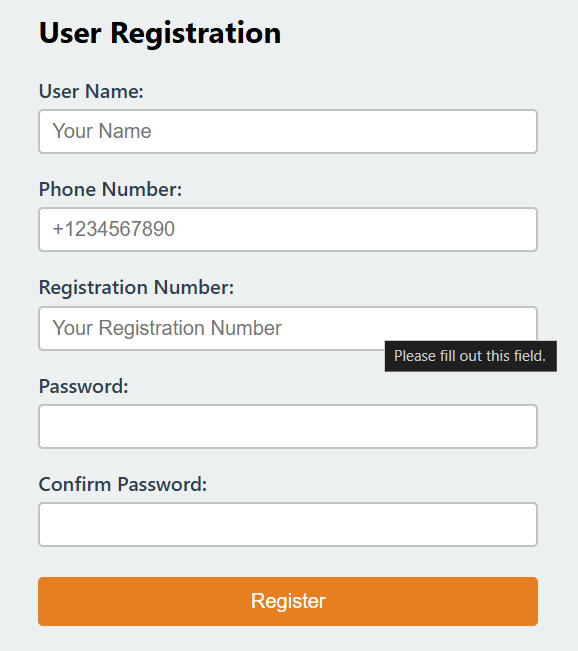 User Registration
User Name:
Your Name
Phone Number:
+1234567890
Registration Number:
Your Registration Number
Please fill out this field.
Password:
Confirm Password:
Register